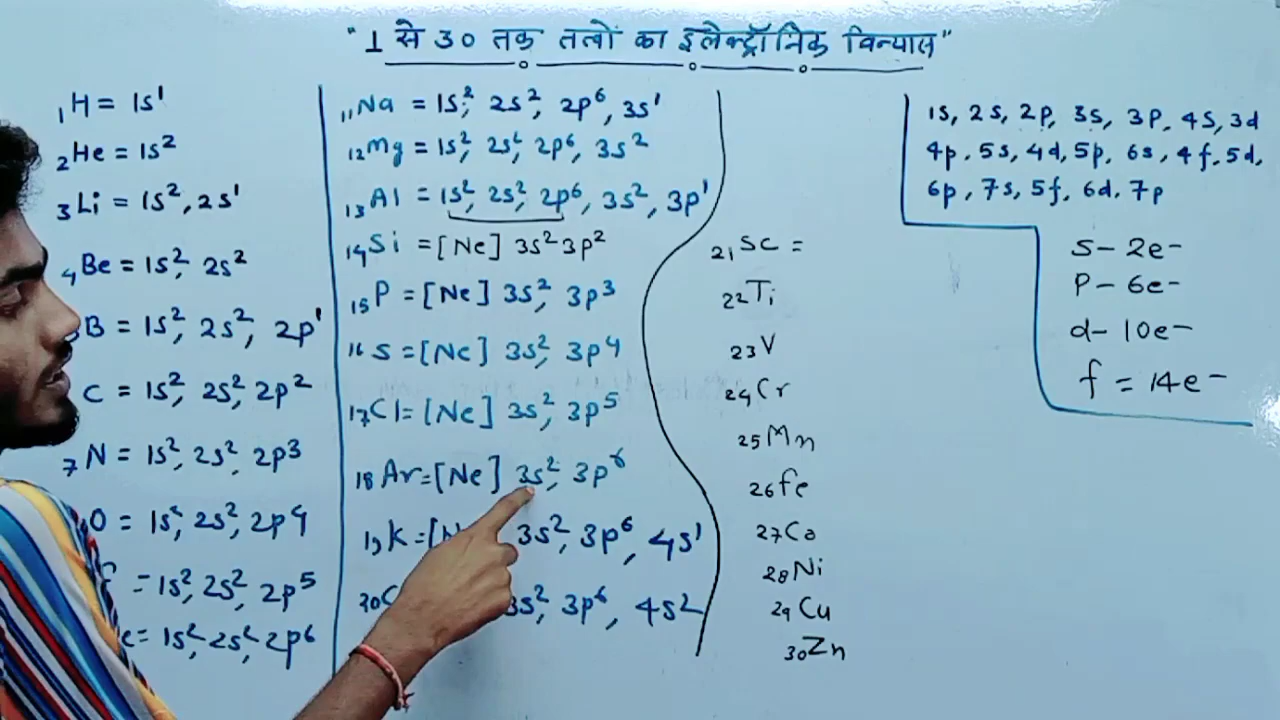 "1 से 30 तक तत्वों का इलेक्ट्रॉनिक विन्यास"
₁H = 1s¹
₂He = 1s²
₃Li = 1s², 2s¹
₄Be = 1s², 2s²
B = 1s², 2s², 2p¹
C = 1s², 2s², 2p²
₇N = 1s², 2s², 2p³
O = 1s², 2s², 2p⁴
= 1s², 2s², 2p⁵
e = 1s², 2s², 2p⁶
₁₁Na = 1s², 2s², 2p⁶, 3s¹
₁₂Mg = 1s², 2s², 2p⁶, 3s²
₁₃Al = 1s², 2s², 2p⁶, 3s², 3p¹
₁₄Si = [Ne] 3s² 3p²
₁₅P = [Ne] 3s², 3p³
₁₆S = [Ne] 3s², 3p⁴
₁₇Cl = [Ne] 3s², 3p⁵
₁₈Ar = [Ne] 3s², 3p⁶
₁₉K = [N 3s², 3p⁶, 4s¹
C 3s², 3p⁶, 4s²
₂₁Sc =
₂₂Ti
₂₃V
₂₄Cr
₂₅Mn
₂₆Fe
₂₇Co
₂₈Ni
₂₉Cu
₃₀Zn
1s, 2s, 2p, 3s, 3p, 4s, 3d
4p, 5s, 4d, 5p, 6s, 4f, 5d,
6p, 7s, 5f, 6d, 7p
S- 2e-
P- 6e-
d- 10e-
f = 14e-